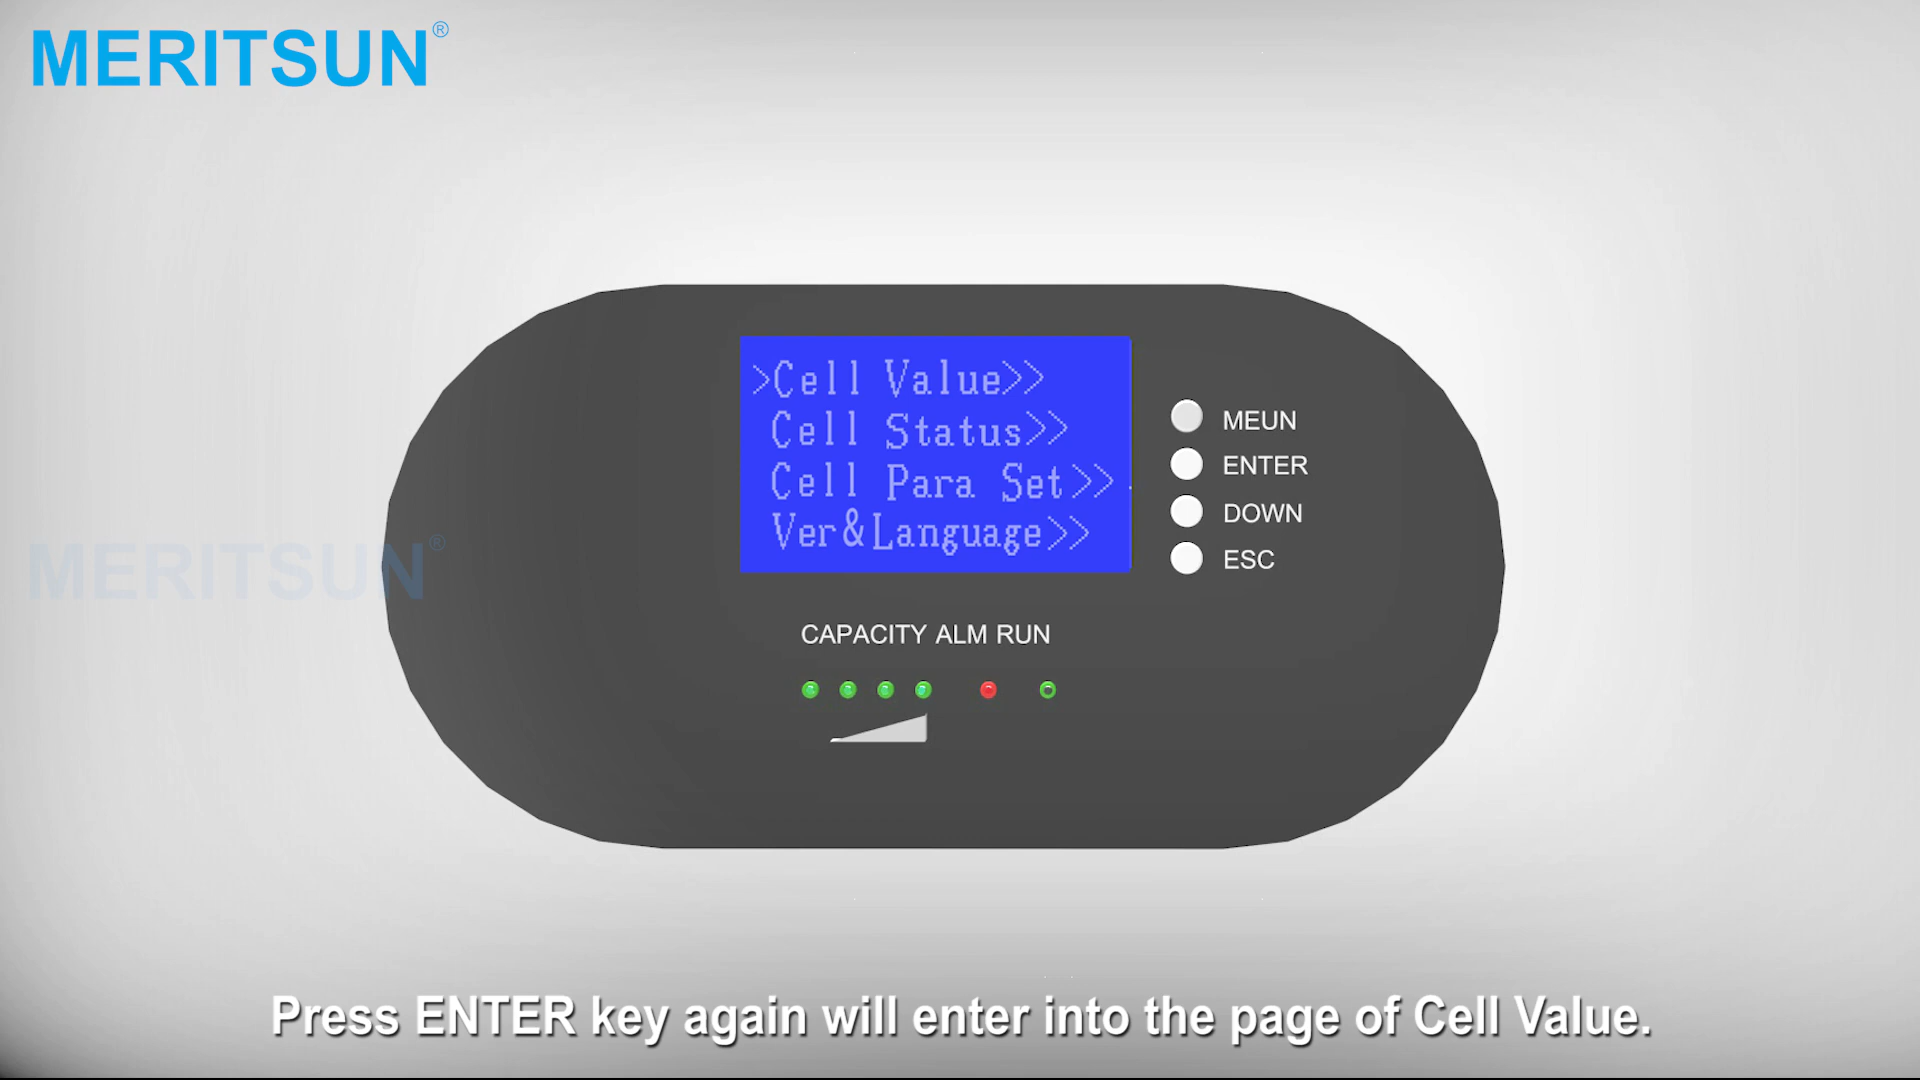 MERITSUN®
>Cell Value>>
Cell Status>>
Cell Para Set>>
Ver&Language>>
MEUN
ENTER
DOWN
ESC
MERITSUN®
CAPACITY ALM RUN
Press ENTER key again will enter into the page of Cell Value.